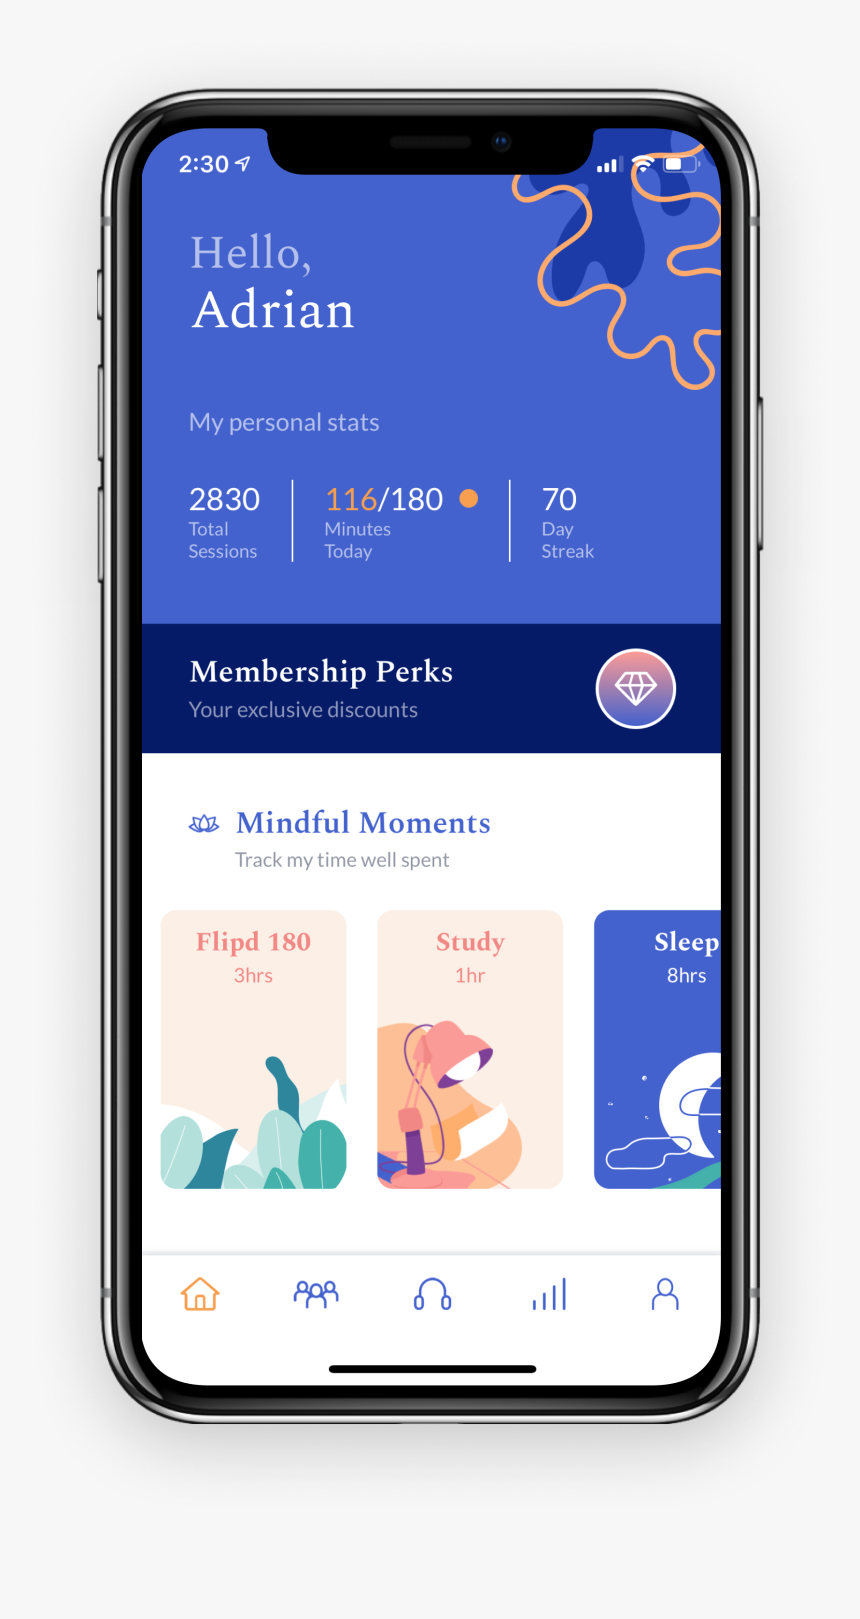 2:30
Hello,
Adrian
My personal stats
2830
Total
Sessions
116/180
Minutes
Today
70
Day
Streak
Membership Perks
Your exclusive discounts
Mindful Moments
Track my time well spent
Flipd 180
3hrs
Study
1hr
Sleep
8hrs